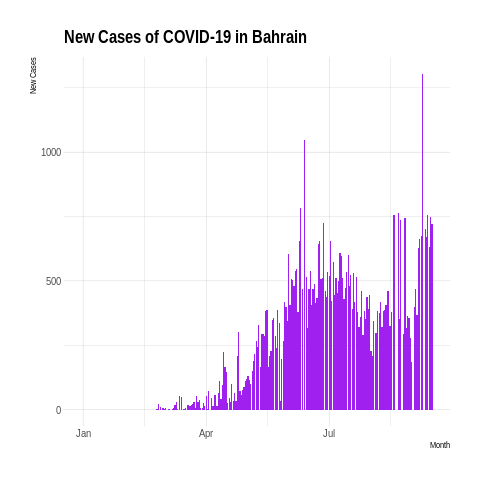 New Cases of COVID-19 in Bahrain
New Cases
1000
500
0
Jan Apr Jul
Month